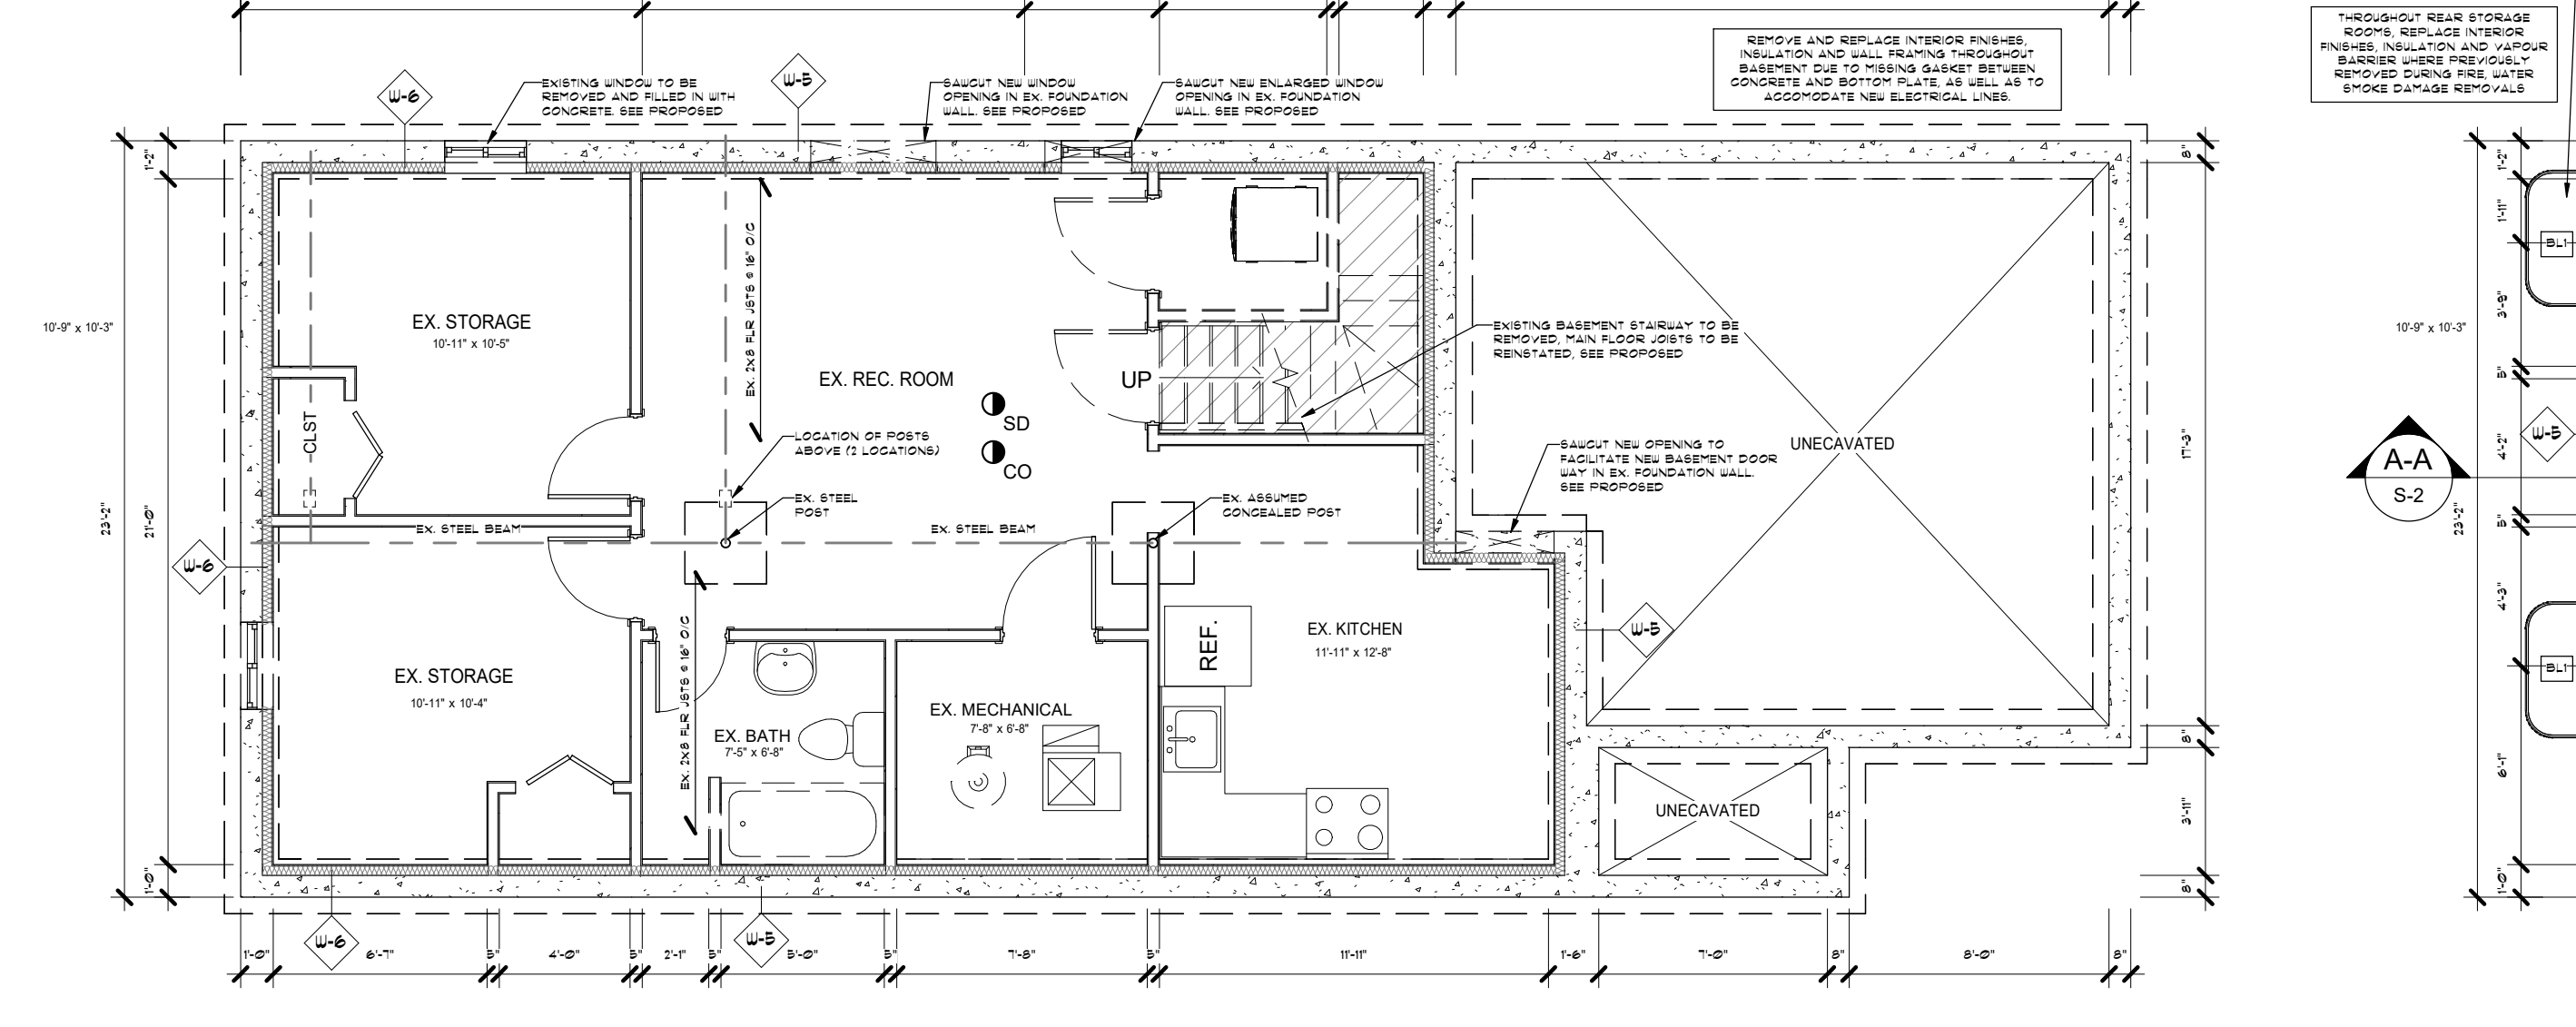 THROUGHOUT REAR STORAGE
ROOMS, REPLACE INTERIOR
FINISHES, INSULATION AND VAPOUR
BARRIER WHERE PREVIOUSLY
REMOVED DURING FIRE, WATER
SMOKE DAMAGE REMOVALS
REMOVE AND REPLACE INTERIOR FINISHES,
INSULATION AND WALL FRAMING THROUGHOUT
BASEMENT DUE TO MISSING GASKET BETWEEN
CONCRETE AND BOTTOM PLATE, AS WELL AS TO
ACCOMODATE NEW ELECTRICAL LINES.
W-6
EXISTING WINDOW TO BE
REMOVED AND FILLED IN WITH
CONCRETE. SEE PROPOSED
W-5
SAWCUT NEW WINDOW
OPENING IN EX. FOUNDATION
WALL. SEE PROPOSED
SAWCUT NEW ENLARGED WINDOW
OPENING IN EX. FOUNDATION
WALL. SEE PROPOSED
1'-2"
8"
1'-2"
1'-11"
BL1
EX. 2X8 FLR JSTS @ 16" O/C
10'-9" x 10'-3"
EX. STORAGE
10'-11" x 10'-5"
EXISTING BASEMENT STAIRWAY TO BE
REMOVED, MAIN FLOOR JOISTS TO BE
REINSTATED, SEE PROPOSED
10'-9" x 10'-3"
3'-9"
EX. REC. ROOM
UP
5"
SD
CO
CLST
LOCATION OF POSTS
ABOVE (2 LOCATIONS)
SAWCUT NEW OPENING TO
FACILITATE NEW BASEMENT DOOR
WAY IN EX. FOUNDATION WALL.
SEE PROPOSED
UNECAVATED
17'-3"
A-A
S-2
4'-2"
W-5
EX. STEEL
POST
EX. ASSUMED
CONCEALED POST
23'-2"
21'-0"
EX. STEEL BEAM
EX. STEEL BEAM
23'-2"
5"
W-6
4'-3"
EX. 2X8 FLR JSTS @ 16" O/C
REF.
EX. KITCHEN
11'-11" x 12'-8"
W-5
BL1
EX. STORAGE
10'-11" x 10'-4"
EX. BATH
7'-5" x 6'-8"
EX. MECHANICAL
7'-8" x 6'-8"
8"
6'-1"
UNECAVATED
3'-11"
1'-0"
8"
1'-0"
W-6
W-5
1'-0"
6'-7"
5"
4'-0"
5"
2'-1"
5"
5'-0"
5"
7'-8"
5"
11'-11"
1'-6"
7'-0"
8"
8'-0"
8"